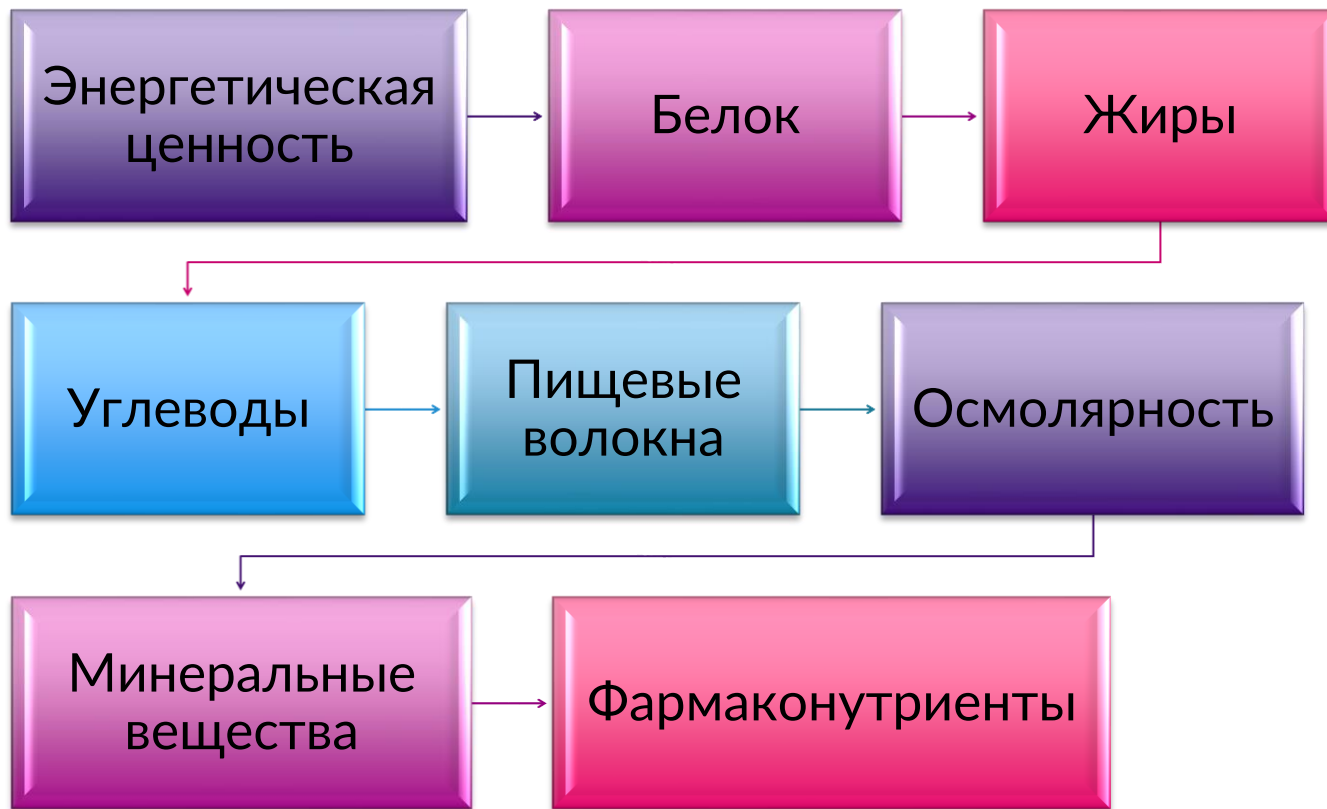 Энергетическая
ценность
Белок
Жиры
Углеводы
Пищевые
волокна
Осмолярность
Минеральные
вещества
Фармаконутриенты